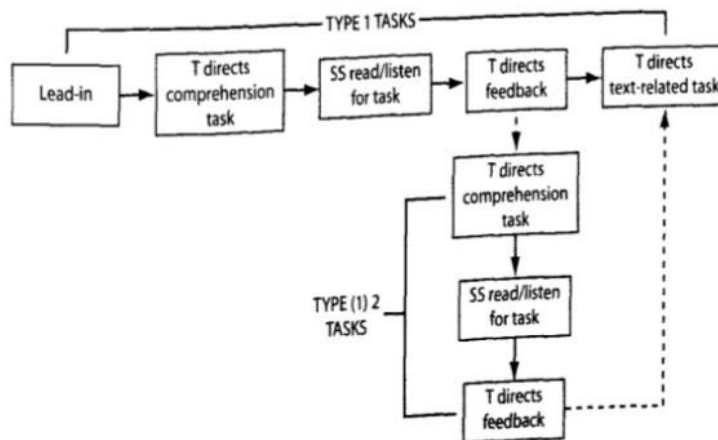 TYPE 1 TASKS
Lead-in
T directs
comprehension
task
SS read/listen
for task
T directs
feedback
T directs
text-related task
T directs
comprehension
task
TYPE (1) 2
TASKS
SS read/listen
for task
T directs
feedback